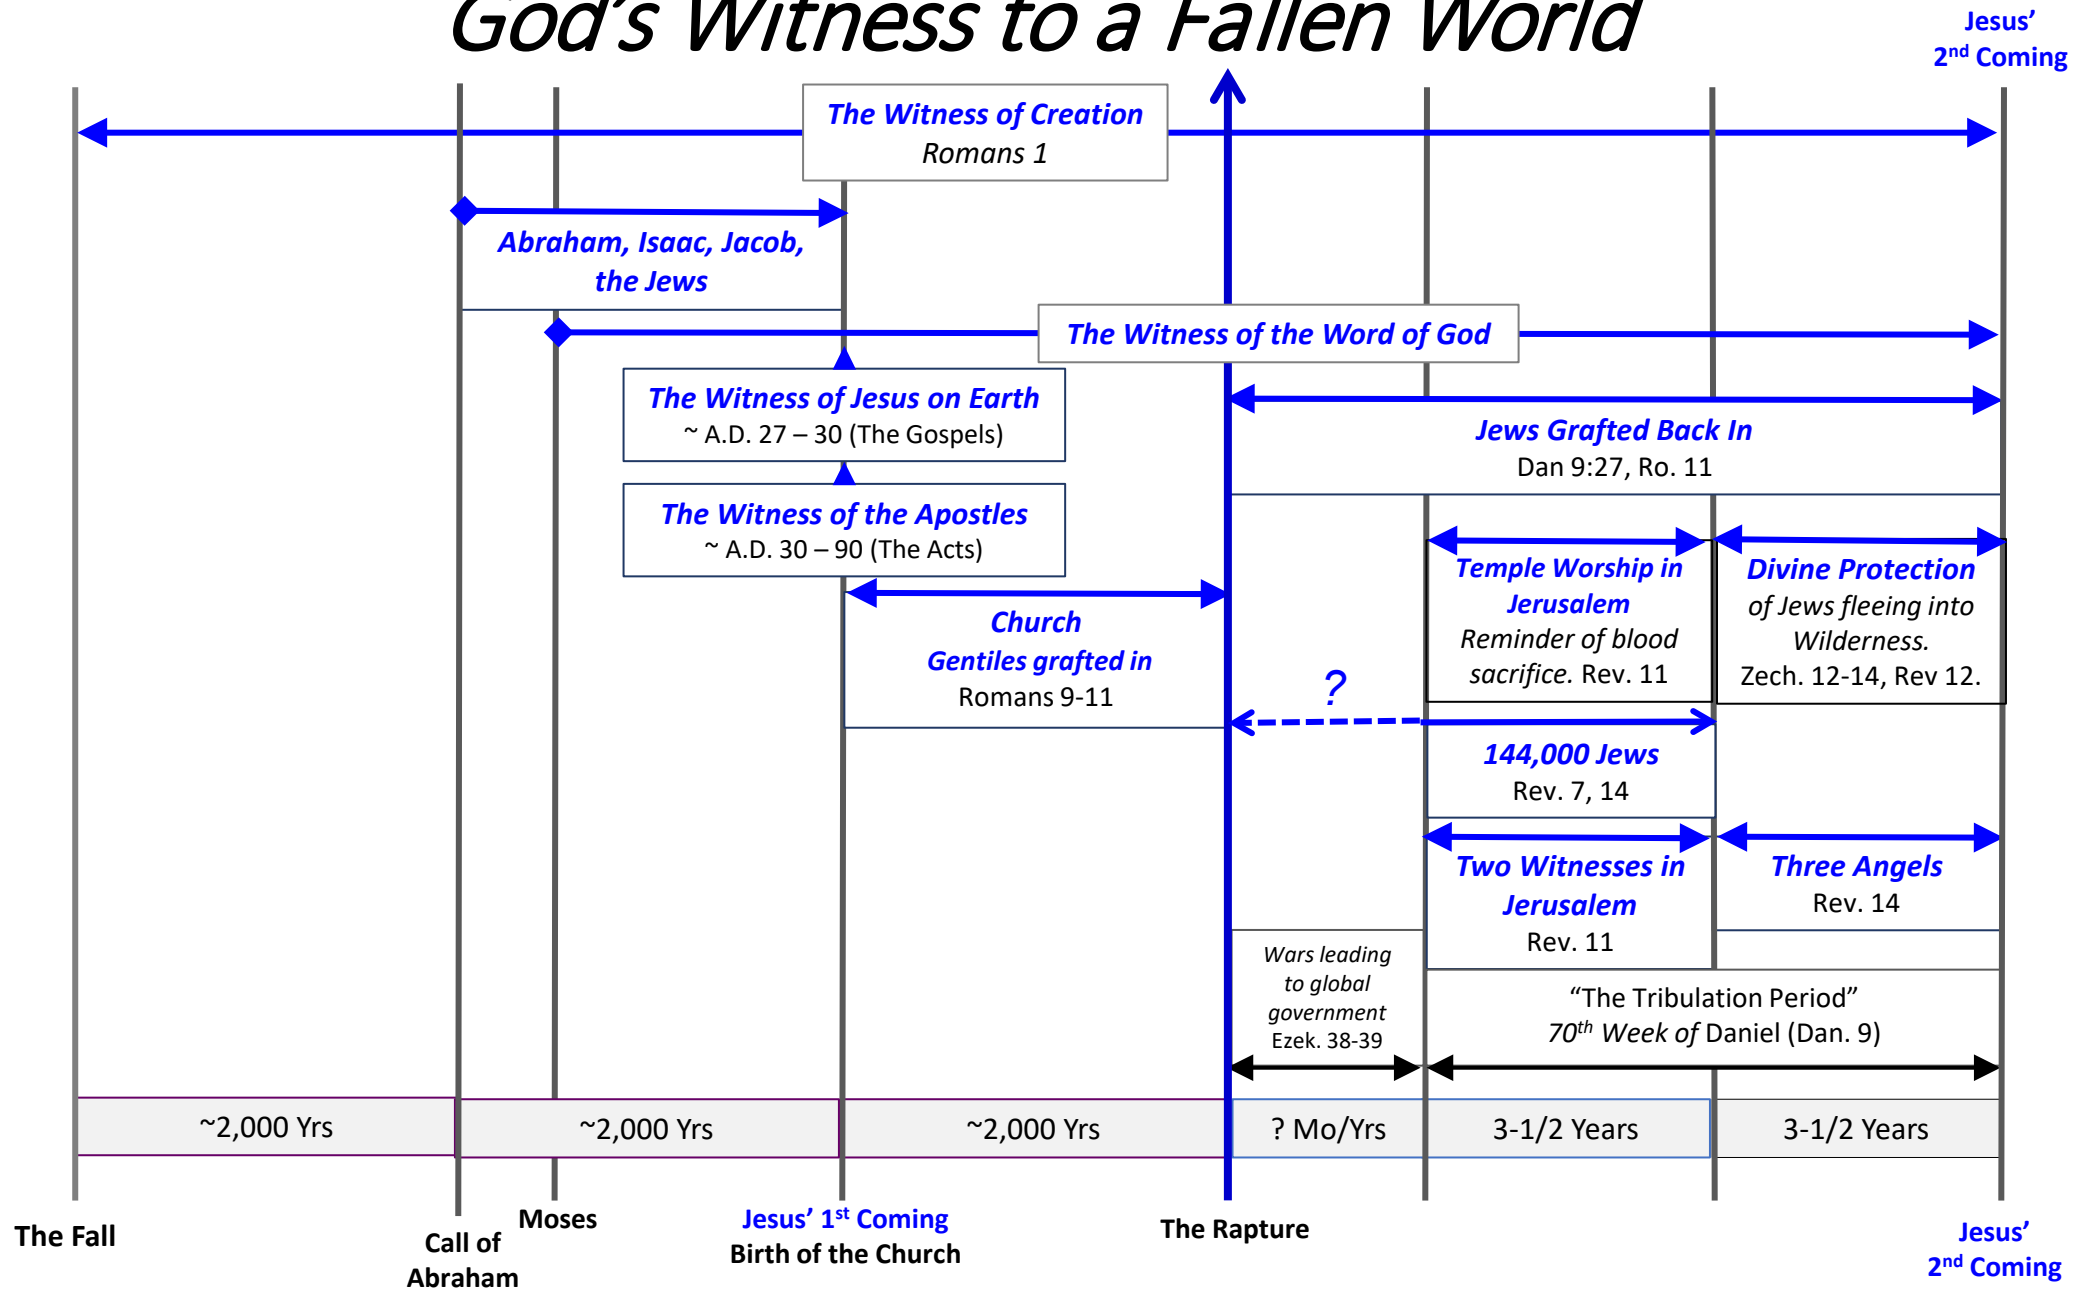 God's Witness to a Fallen World
Jesus'
2nd Coming
The Witness of Creation
Romans 1
Abraham, Isaac, Jacob,
the Jews
The Witness of the Word of God
The Witness of Jesus on Earth
~ A.D. 27 – 30 (The Gospels)
Jews Grafted Back In
Dan 9:27, Ro. 11
The Witness of the Apostles
~ A.D. 30 – 90 (The Acts)
Church
Gentiles grafted in
Romans 9-11
Temple Worship in
Jerusalem
Reminder of blood
sacrifice. Rev. 11
Divine Protection
of Jews fleeing into
Wilderness.
Zech. 12-14, Rev 12.
?
144,000 Jews
Rev. 7, 14
Two Witnesses in
Jerusalem
Rev. 11
Three Angels
Rev. 14
Wars leading
to global
government
Ezek. 38-39
“The Tribulation Period”
70th Week of Daniel (Dan. 9)
~2,000 Yrs
~2,000 Yrs
~2,000 Yrs
? Mo/Yrs
3-1/2 Years
3-1/2 Years
The Fall
Call of
Abraham
Moses
Jesus’ 1st Coming
Birth of the Church
The Rapture
Jesus’
2nd Coming